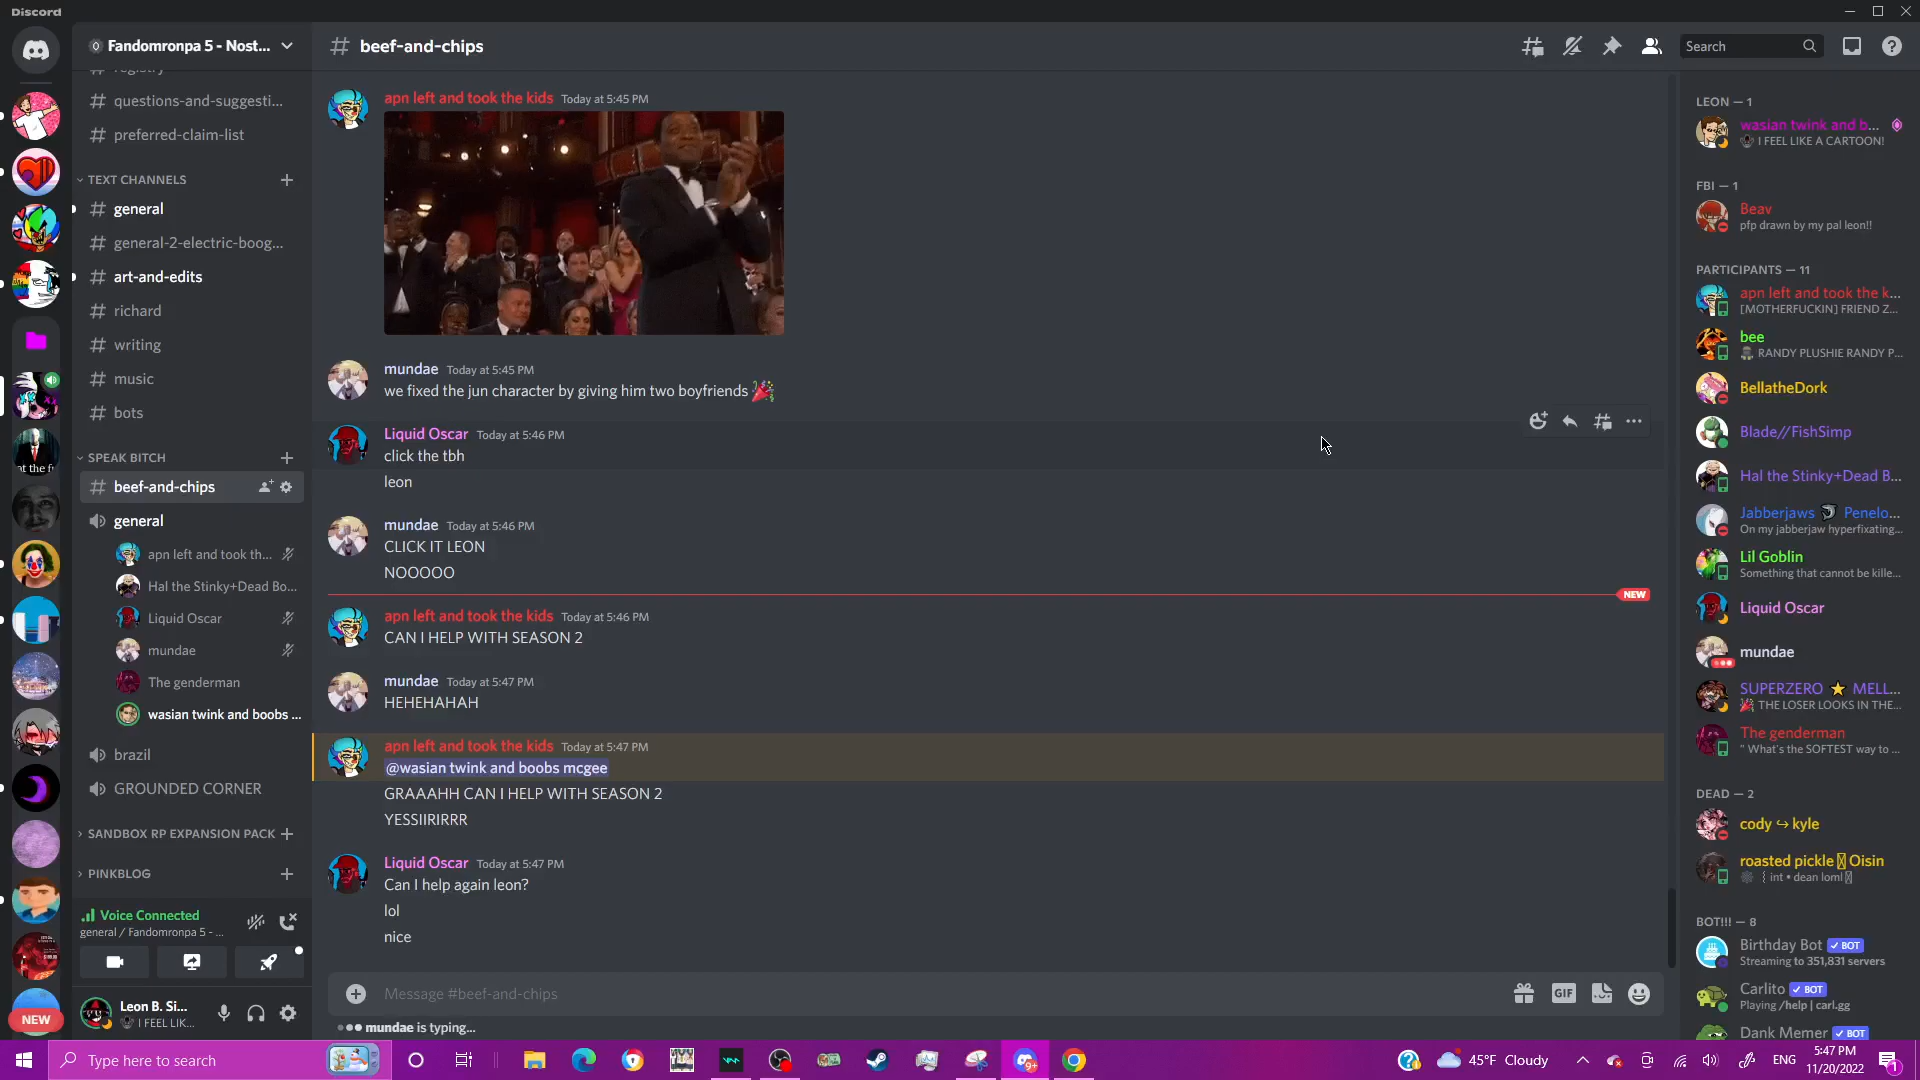 Discord
Fandomronpa 5 - Nost...
registry
questions-and-suggesti...
preferred-claim-list
TEXT CHANNELS
general
general-2-electric-boog...
art-and-edits
richard
writing
music
bots
SPEAK BITCH
beef-and-chips
general
apn left and took th...
Hal the Stinky+Dead Bo...
Liquid Oscar
mundae
The genderman
wasian twink and boobs ...
brazil
GROUNDED CORNER
SANDBOX RP EXPANSION PACK
PINKBLOG
Voice Connected
general / Fandomronpa 5 - ...
Leon B. Si...
I FEEL LIK...
NEW
beef-and-chips
Search
apn left and took the kids Today at 5:45 PM
mundae Today at 5:45 PM
we fixed the jun character by giving him two boyfriends 🎉
Liquid Oscar Today at 5:46 PM
click the tbh
leon
mundae Today at 5:46 PM
CLICK IT LEON
NOOOOO
NEW
apn left and took the kids Today at 5:46 PM
CAN I HELP WITH SEASON 2
mundae Today at 5:47 PM
HEHEHAHAH
apn left and took the kids Today at 5:47 PM
@wasian twink and boobs mcgee
GRAAAHH CAN I HELP WITH SEASON 2
YESSIIRIRRR
Liquid Oscar Today at 5:47 PM
Can I help again leon?
lol
nice
Message #beef-and-chips
GIF
mundae is typing...
LEON — 1
wasian twink and b...
I FEEL LIKE A CARTOON!
FBI — 1
Beav
pfp drawn by my pal leon!!
PARTICIPANTS — 11
apn left and took the k...
[MOTHERFUCKIN] FRIEND Z...
bee
RANDY PLUSHIE RANDY P...
BellatheDork
Blade//FishSimp
Hal the Stinky+Dead B...
Jabberjaws 🦈 Penelo...
On my jabberjaw hyperfixating...
Lil Goblin
Something that cannot be kille...
Liquid Oscar
mundae
SUPERZERO ⭐ MELL...
🎉 THE LOSER LOOKS IN THE...
The genderman
" What's the SOFTEST way to ...
DEAD — 2
cody ↪ kyle
roasted pickle Oisin
int • dean loml
BOT!!! — 8
Birthday Bot ✓ BOT
Streaming to 351,831 servers
Carlito ✓ BOT
Playing /help | carl.gg
Dank Memer ✓ BOT
Type here to search
9+
45°F Cloudy
ENG
5:47 PM
11/20/2022
1